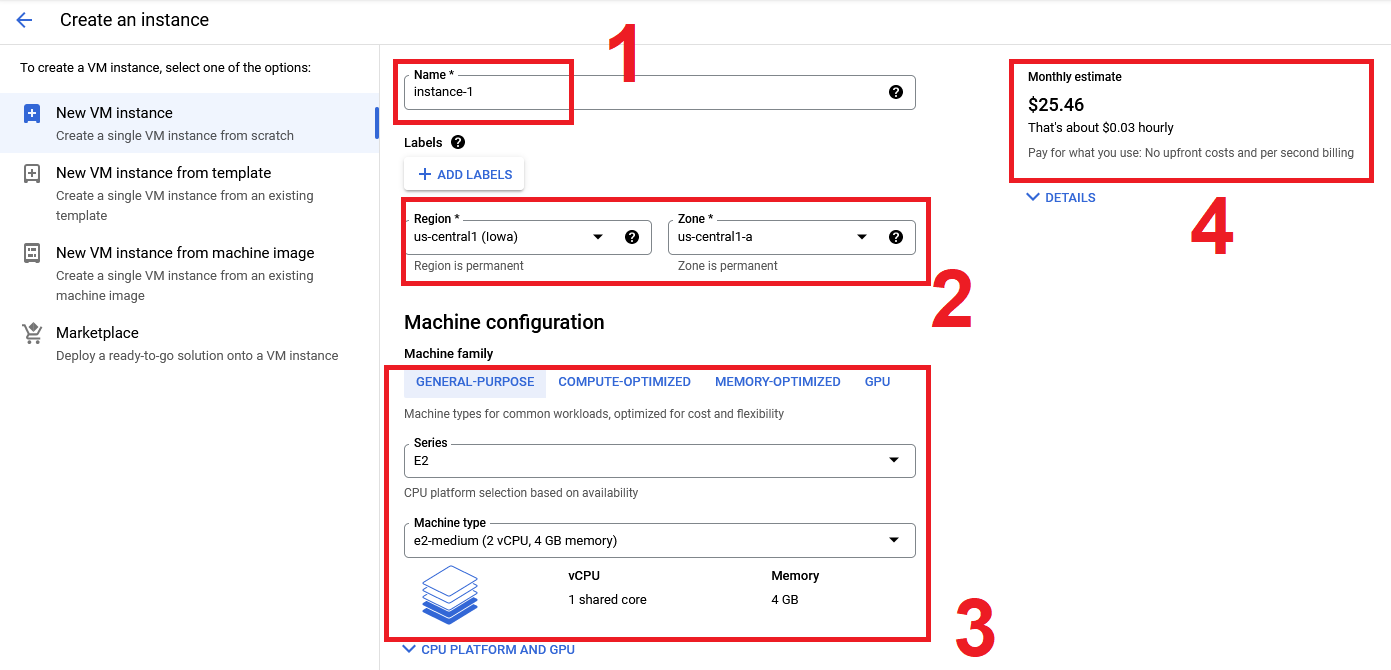 Create an instance
To create a VM instance, select one of the options:
New VM instance
Create a single VM instance from scratch
New VM instance from template
Create a single VM instance from an existing
template
New VM instance from machine image
Create a single VM instance from an existing
machine image
Marketplace
Deploy a ready-to-go solution onto a VM instance
1
Name *
instance-1
Labels
ADD LABELS
Region *
us-central1 (Iowa)
Region is permanent
Zone *
us-central1-a
Zone is permanent
2
Machine configuration
Machine family
GENERAL-PURPOSE COMPUTE-OPTIMIZED MEMORY-OPTIMIZED GPU
Machine types for common workloads, optimized for cost and flexibility
Series
E2
CPU platform selection based on availability
Machine type
e2-medium (2 vCPU, 4 GB memory)
vCPU Memory
1 shared core 4 GB
3
CPU PLATFORM AND GPU
Monthly estimate
$25.46
That's about $0.03 hourly
Pay for what you use: No upfront costs and per second billing
DETAILS
4